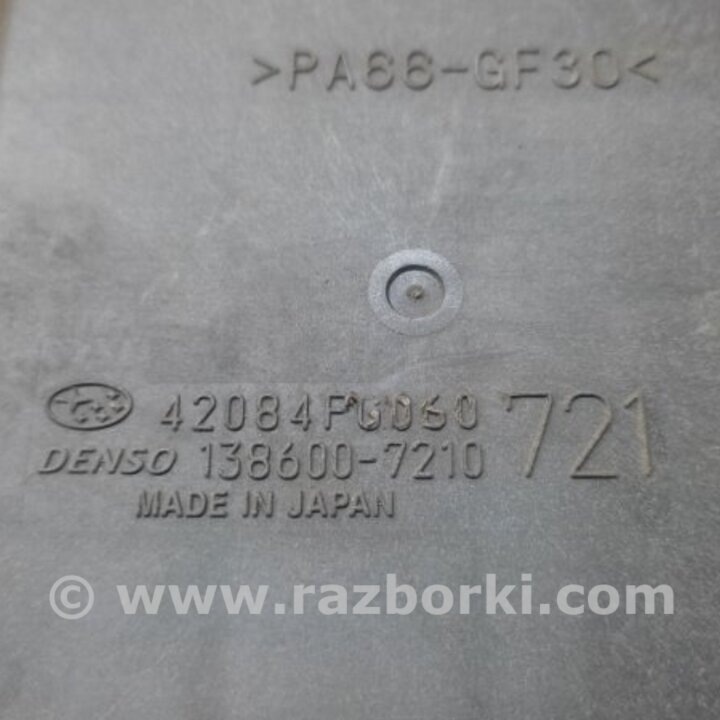 >PA66-GF30<
42084FG060 721
DENSO 138600-7210
MADE IN JAPAN
© www.razborki.com